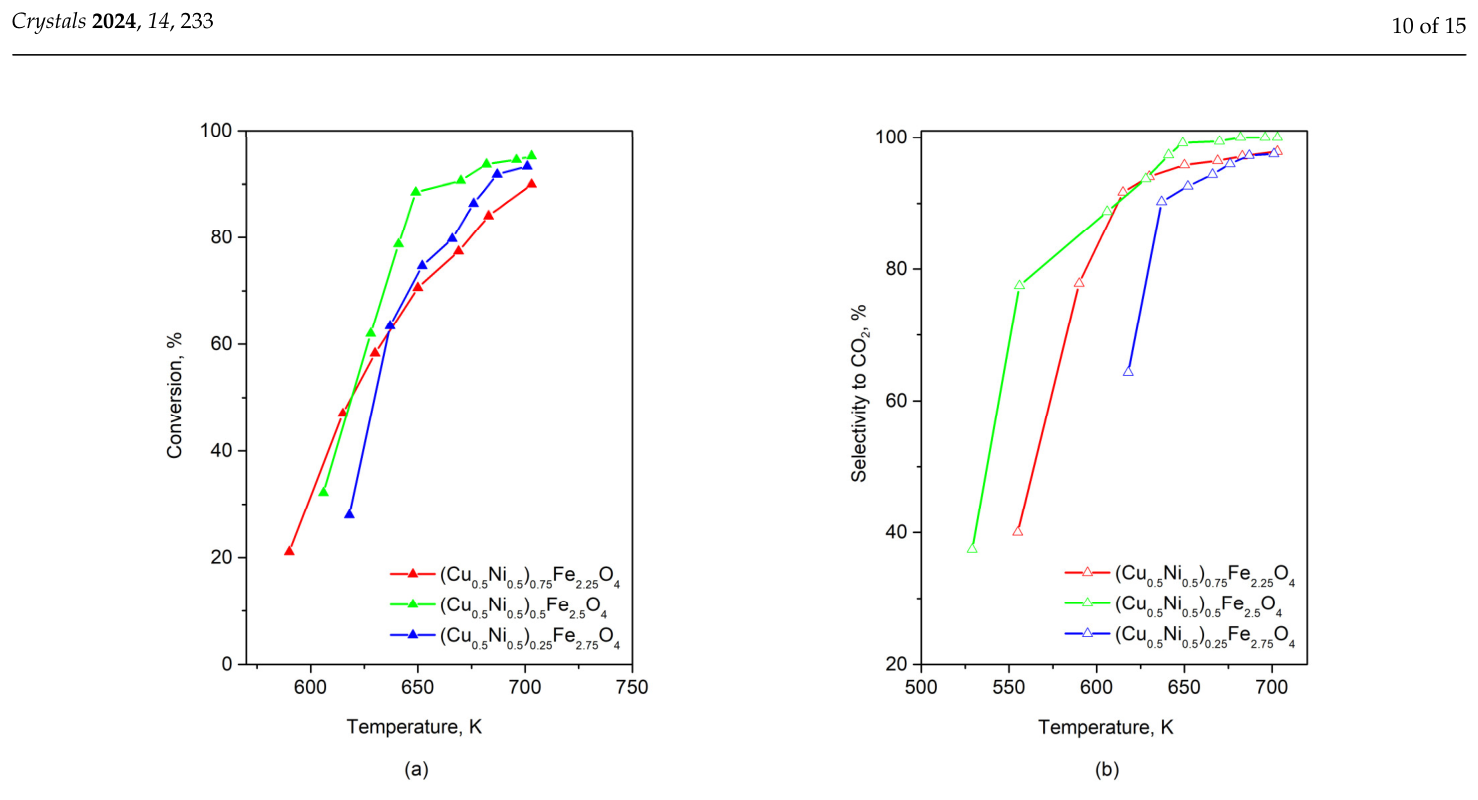 Crystals 2024, 14, 233
10 of 15
100
80
60
40
20
0
Conversion, %
600 650 700 750
Temperature, K
(Cu0.5Ni0.5)0.75Fe2.25O4
(Cu0.5Ni0.5)0.5Fe2.5O4
(Cu0.5Ni0.5)0.25Fe2.75O4
(a)
100
80
60
40
20
Selectivity to CO2, %
500 550 600 650 700
Temperature, K
(Cu0.5Ni0.5)0.75Fe2.25O4
(Cu0.5Ni0.5)0.5Fe2.5O4
(Cu0.5Ni0.5)0.25Fe2.75O4
(b)